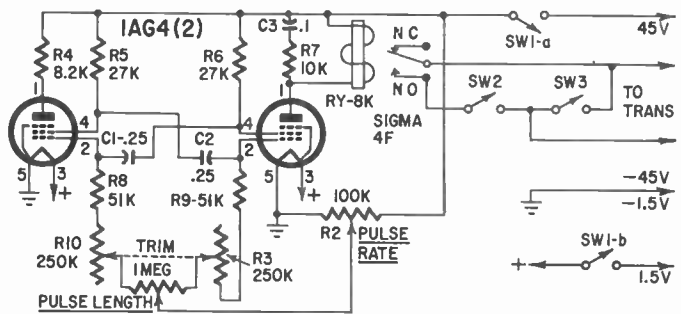 1AG4(2)
R4
8.2K
R5
27K
R6
27K
C3 .1
R7
10K
1
1
4
2
5
3
+
C1-.25
C2
.25
4
2
5
3
+
R8
51K
R9-51K
R10
250K
TRIM
1MEG
R3
250K
PULSE LENGTH
100K
R2
PULSE
RATE
RY-8K
NC
NO
SIGMA
4F
SW1-a
45V
SW2
SW3
TO
TRANS
-45V
-1.5V
SW1-b
+
1.5V